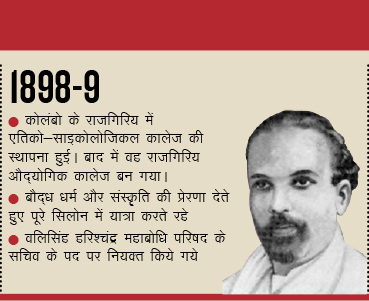 1898-9
● कोलंबो के राजगिरिय में
एतिको–साइकोलोजिकल कालेज की
स्थापना हुई। बाद में वह राजगिरिय
औद्योगिक कालेज बन गया।
● बौद्ध धर्म और संस्कृति की प्रेरणा देते
हुए पूरे सिलोन में यात्रा करते रहे
● वलिसिंह हरिश्चंद्र महाबोधि परिषद के
सचिव के पद पर नियक्त किये गये